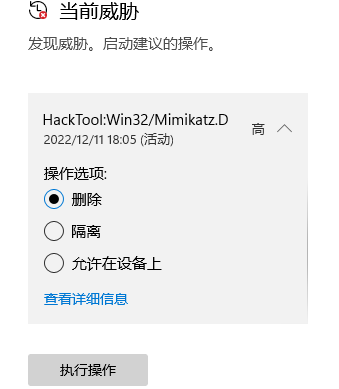 当前威胁
发现威胁。启动建议的操作。
HackTool:Win32/Mimikatz.D
高
2022/12/11 18:05 (活动)
操作选项:
删除
隔离
允许在设备上
查看详细信息
执行操作